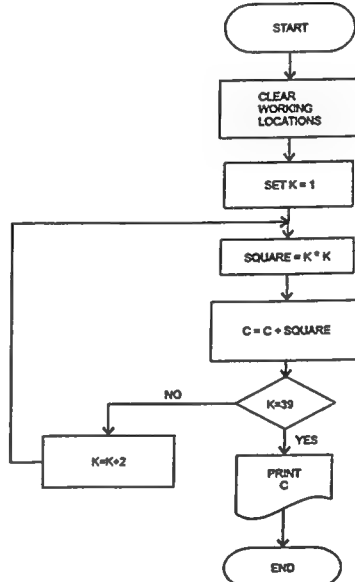 START
CLEAR
WORKING
LOCATIONS
SET K = 1
SQUARE = K * K
C = C + SQUARE
K=39
NO
YES
K=K+2
PRINT
C
END